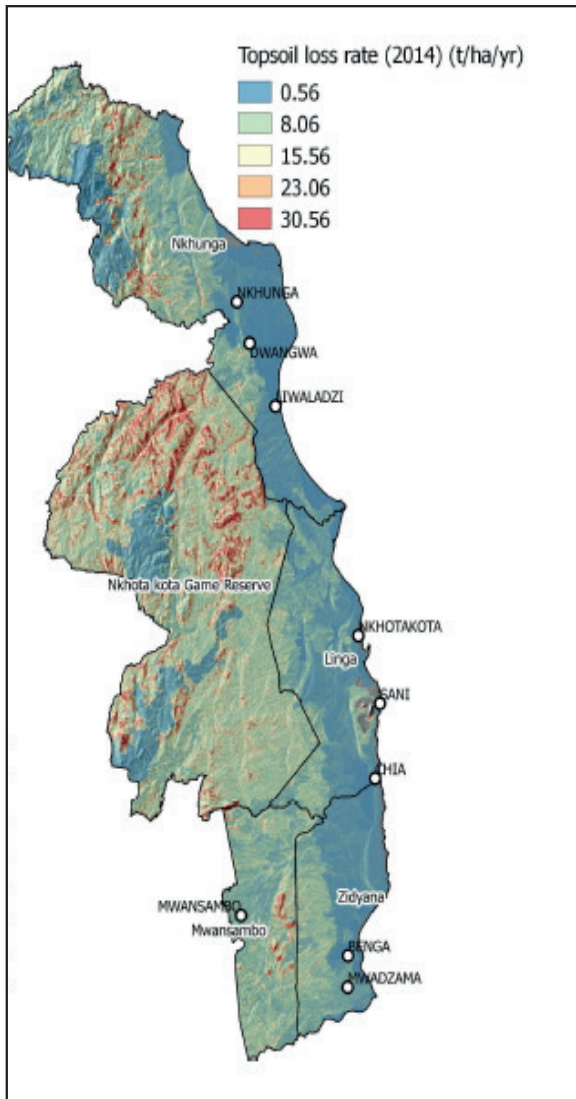 Topsoil loss rate (2014) (t/ha/yr)
0.56
8.06
15.56
23.06
30.56
Nkhunga
NKHUNGA
DWANGWA
LIWALADZI
Nkhota kota Game Reserve
NKHOTAKOTA
Linga
SANI
CHIA
Zidyana
MWANSAMBO
Mwansambo
BENGA
MWADZAMA